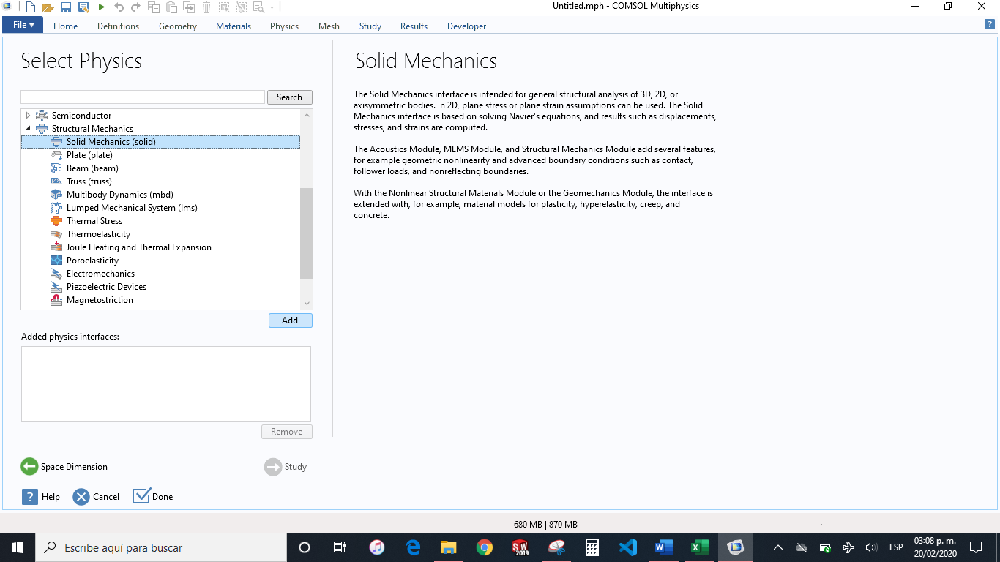 Untitled.mph - COMSOL Multiphysics
File ▾ Home Definitions Geometry Materials Physics Mesh Study Results Developer ?
Select Physics
Search
Semiconductor
Structural Mechanics
Solid Mechanics (solid)
Plate (plate)
Beam (beam)
Truss (truss)
Multibody Dynamics (mbd)
Lumped Mechanical System (lms)
Thermal Stress
Thermoelasticity
Joule Heating and Thermal Expansion
Poroelasticity
Electromechanics
Piezoelectric Devices
Magnetostriction
Add
Added physics interfaces:
Remove
Space Dimension
Study
? Help
Cancel
Done
Solid Mechanics
The Solid Mechanics interface is intended for general structural analysis of 3D, 2D, or
axisymmetric bodies. In 2D, plane stress or plane strain assumptions can be used. The Solid
Mechanics interface is based on solving Navier's equations, and results such as displacements,
stresses, and strains are computed.
The Acoustics Module, MEMS Module, and Structural Mechanics Module add several features,
for example geometric nonlinearity and advanced boundary conditions such as contact,
follower loads, and nonreflecting boundaries.
With the Nonlinear Structural Materials Module or the Geomechanics Module, the interface is
extended with, for example, material models for plasticity, hyperelasticity, creep, and
concrete.
680 MB | 870 MB
Escribe aquí para buscar
SW
2019
ESP
03:08 p. m.
20/02/2020